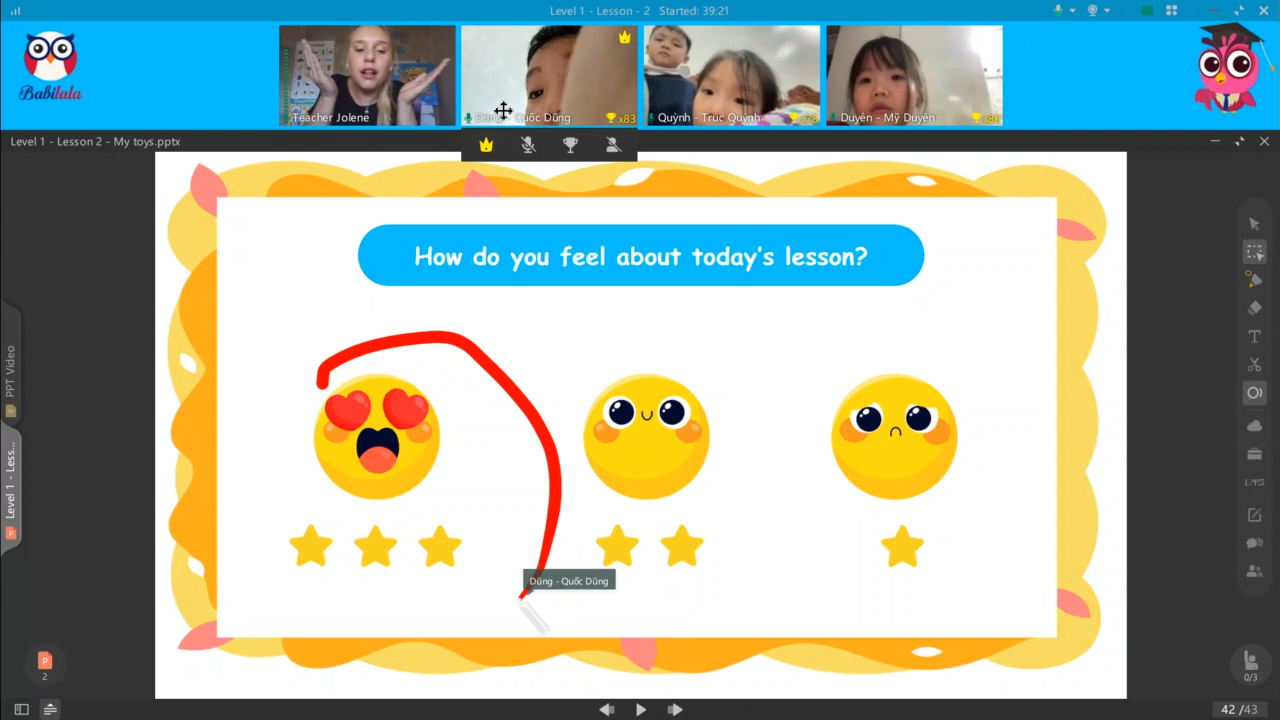 Level 1 - Lesson - 2 Started: 39:21
Babilala
Teacher Jolene
Quốc Dũng
x83
Quỳnh - Trúc Quỳnh
Duyên - Mỹ Duyên
Level 1 - Lesson 2 - My toys.pptx
How do you feel about today's lesson?
PPT Video
Level 1 - Less...
Dũng - Quốc Dũng
LMS
2
0/3
42 /43